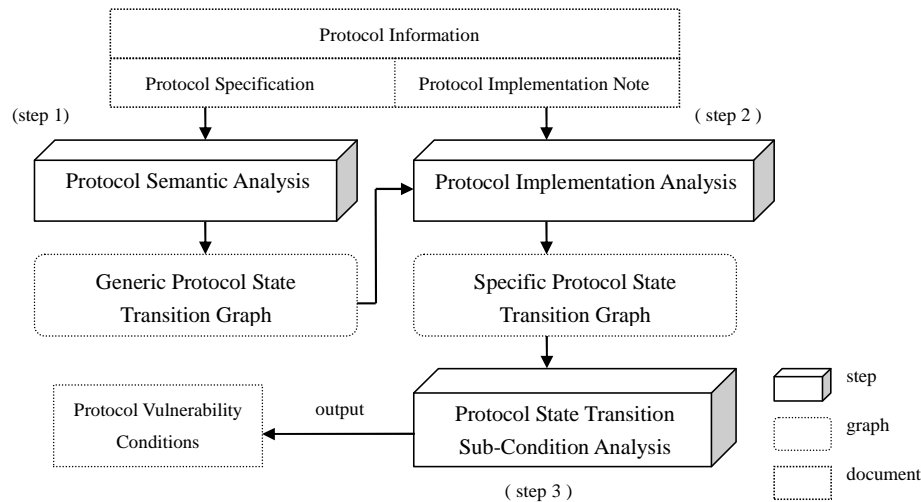 Protocol Information
Protocol Specification
Protocol Implementation Note
(step 1)
( step 2 )
Protocol Semantic Analysis
Protocol Implementation Analysis
Generic Protocol State
Transition Graph
Specific Protocol State
Transition Graph
Protocol Vulnerability
Conditions
output
Protocol State Transition
Sub-Condition Analysis
( step 3 )
step
graph
document